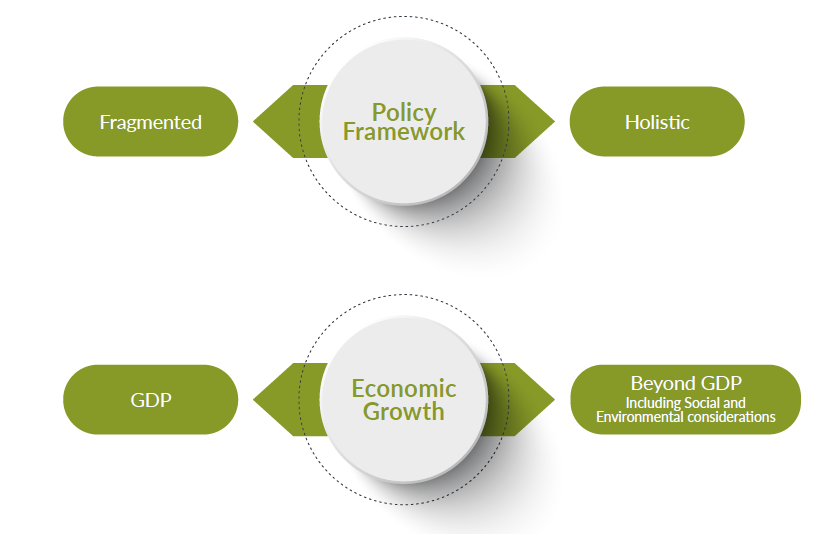 Fragmented
Policy
Framework
Holistic
GDP
Economic
Growth
Beyond GDP
Including Social and
Environmental considerations